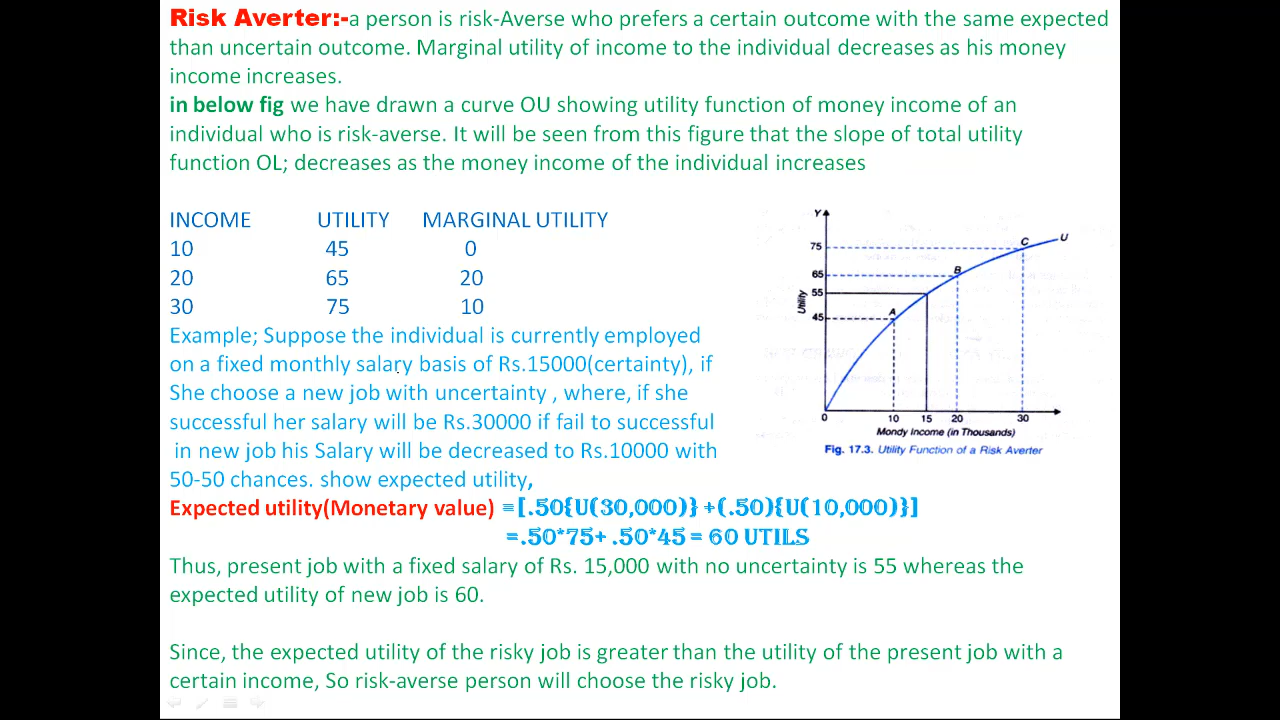 Risk Averter:-a person is risk-Averse who prefers a certain outcome with the same expected
than uncertain outcome. Marginal utility of income to the individual decreases as his money
income increases.
in below fig we have drawn a curve OU showing utility function of money income of an
individual who is risk-averse. It will be seen from this figure that the slope of total utility
function OL; decreases as the money income of the individual increases
INCOME UTILITY MARGINAL UTILITY
10 45 0
20 65 20
30 75 10
Example; Suppose the individual is currently employed
on a fixed monthly salary basis of Rs.15000(certainty), if
She choose a new job with uncertainty , where, if she
successful her salary will be Rs.30000 if fail to successful
in new job his Salary will be decreased to Rs.10000 with
50-50 chances. show expected utility,
Y
75
65
55
45
Utility
A
B
C
U
0 10 15 20 30
Mondy Income (in Thousands)
Fig. 17.3. Utility Function of a Risk Averter
Expected utility(Monetary value) =[.50{U(30,000)} +(.50){U(10,000)}]
=.50*75+ .50*45 = 60 UTILS
Thus, present job with a fixed salary of Rs. 15,000 with no uncertainty is 55 whereas the
expected utility of new job is 60.
Since, the expected utility of the risky job is greater than the utility of the present job with a
certain income, So risk-averse person will choose the risky job.